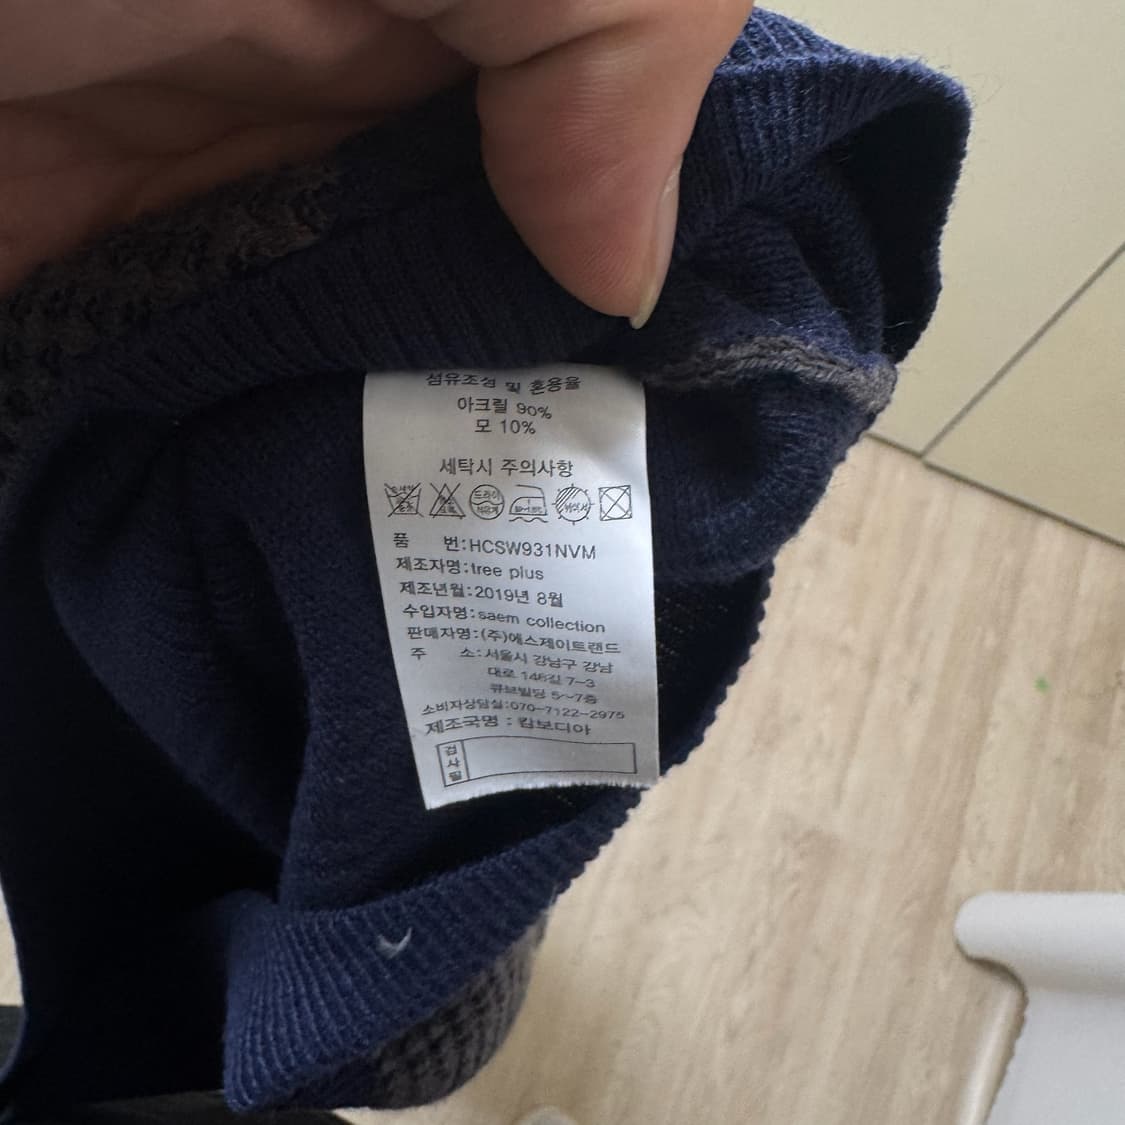 섬유조성 및 혼용율
아크릴 90%
모 10%
세탁시 주의사항
드라이
품 번:HCSW931NVM
제조자명:tree plus
제조년월:2019년 8월
수입자명:saem collection
판매자명:(주)에스제이트랜드
주 소:서울시 강남구 강남
대로 146길 7-3
큐브빌딩 5~7층
소비자상담실:070-7122-2975
제조국명 : 캄보디아
검사필